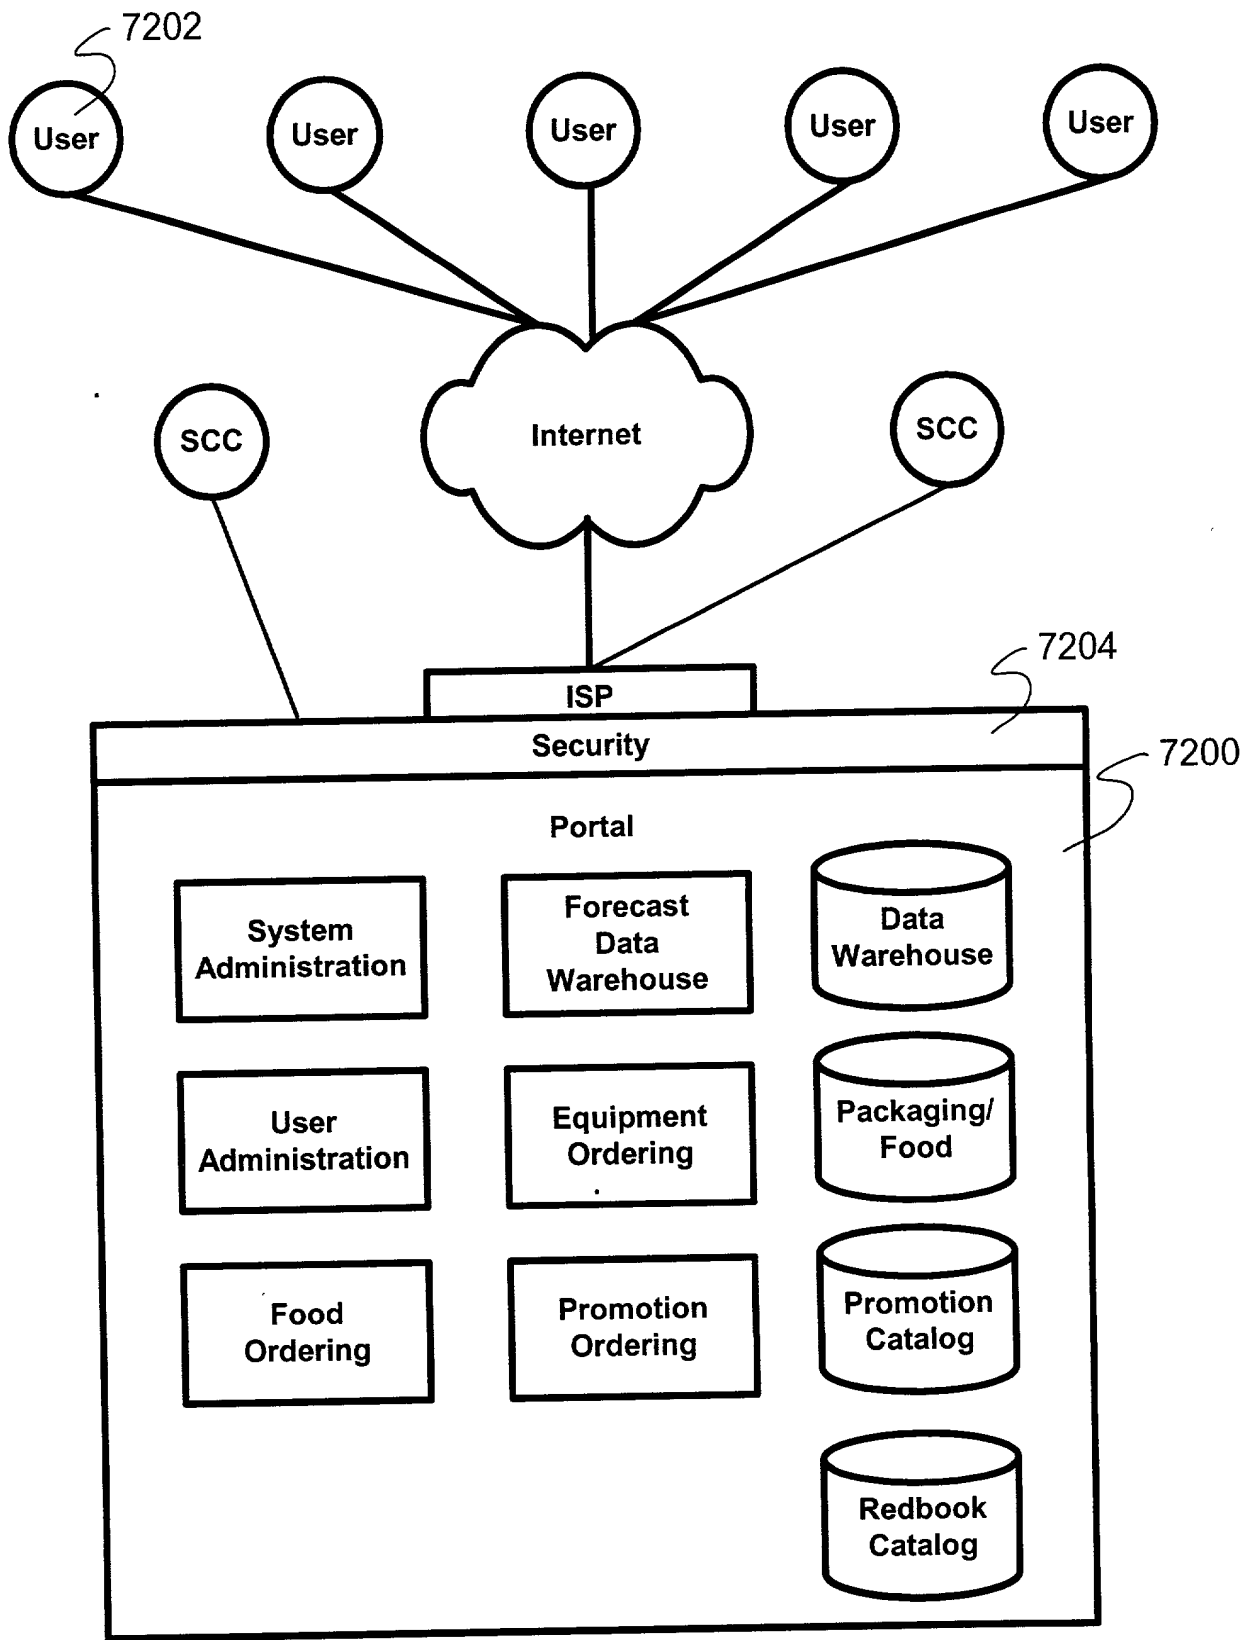 7202
User
User
User
User
User
SCC
Internet
SCC
7204
ISP
Security
7200
Portal
System
Administration
Forecast
Data
Warehouse
Data
Warehouse
User
Administration
Equipment
Ordering
Packaging/
Food
Food
Ordering
Promotion
Ordering
Promotion
Catalog
Redbook
Catalog